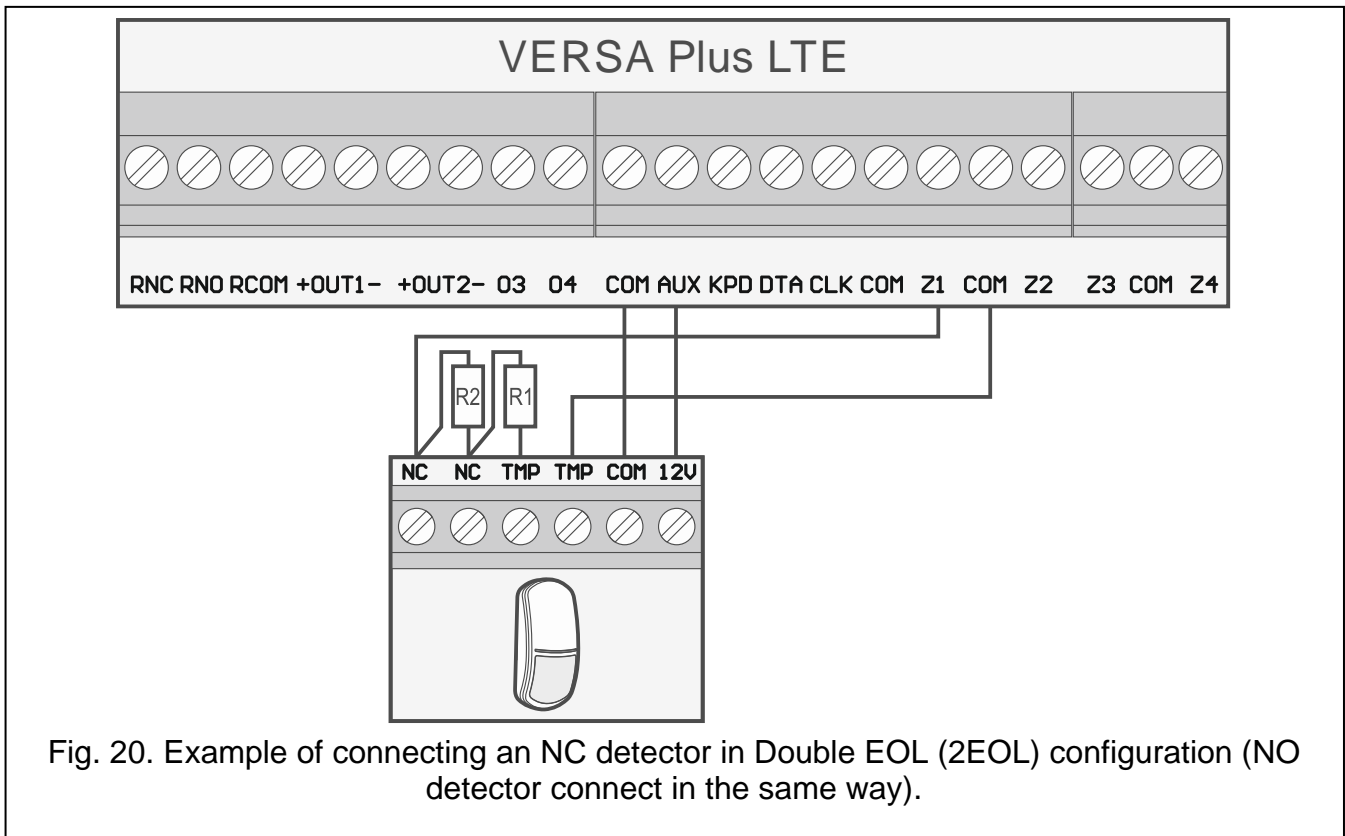 VERSA Plus LTE
RNC RNO RCOM +OUT1- +OUT2- O3 O4 COM AUX KPD DTA CLK COM Z1 COM Z2 Z3 COM Z4
R2 R1
NC NC TMP TMP COM 12V
Fig. 20. Example of connecting an NC detector in Double EOL (2EOL) configuration (NO
detector connect in the same way).